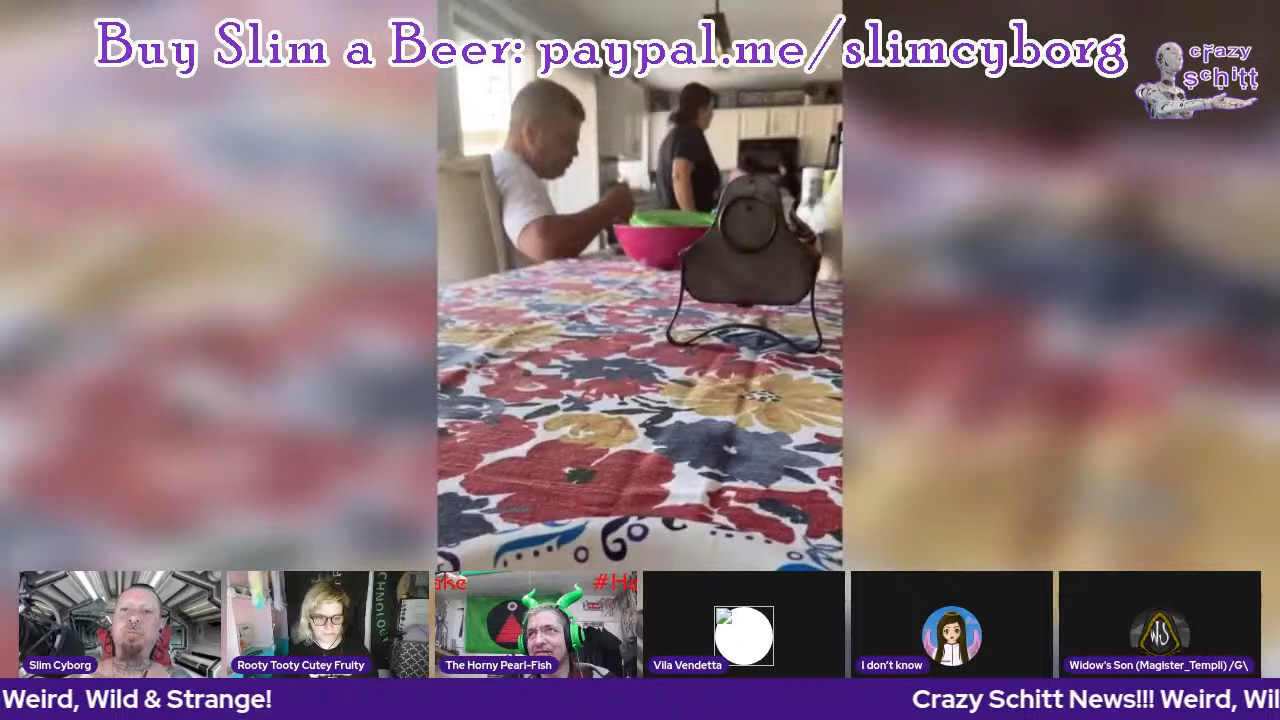 Buy Slim a Beer: paypal.me/slimcyborg
crazy
schitt
#Ho
Slim Cyborg
Rooty Tooty Cutey Fruity
The Horny Pearl-Fish
Vila Vendetta
I don't know
Widow's Son (Magister_Templi) /G\
Weird, Wild & Strange!
Crazy Schitt News!!! Weird, Wil